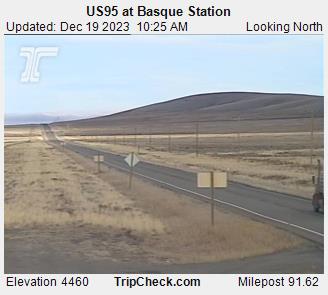 US95 at Basque Station
Updated: Dec 19 2023 10:25 AM Looking North
Elevation 4460 TripCheck.com Milepost 91.62